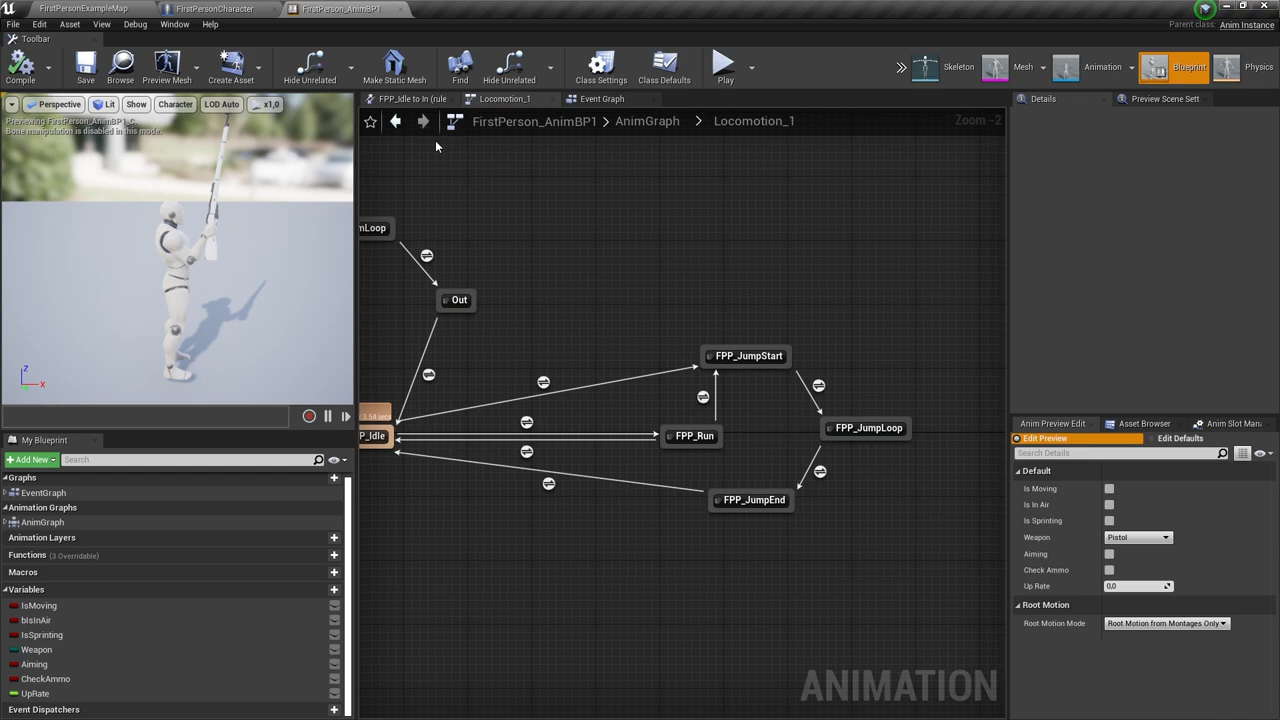 FirstPersonExampleMap
FirstPersonCharacter
FirstPerson_AnimBP1
File Edit Asset View Debug Window Help
Parent class: Anim Instance
Toolbar
Compile
Save
Browse
Preview Mesh
Create Asset
Hide Unrelated
Make Static Mesh
Find
Hide Unrelated
Class Settings
Class Defaults
Play
Skeleton
Mesh
Animation
Blueprint
Physics
Perspective
Lit
Show
Character
LOD Auto
x1,0
Previewing FirstPerson_AnimBP1_C.
Bone manipulation is disabled in this mode.
Z
X
FPP_Idle to In (rule
Locomotion_1
Event Graph
FirstPerson_AnimBP1 > AnimGraph > Locomotion_1
Zoom -2
mLoop
Out
FPP_JumpStart
3.54 secs
P_Idle
FPP_Run
FPP_JumpLoop
FPP_JumpEnd
ANIMATION
My Blueprint
Add New
Search
Graphs
EventGraph
Animation Graphs
AnimGraph
Animation Layers
Functions (3 Overridable)
Macros
Variables
IsMoving
bIsInAir
IsSprinting
Weapon
Aiming
CheckAmmo
UpRate
Event Dispatchers
Details
Preview Scene Sett
Anim Preview Edit
Asset Browser
Anim Slot Mana
Edit Preview
Edit Defaults
Search Details
Default
Is Moving
Is In Air
Is Sprinting
Weapon Pistol
Aiming
Check Ammo
Up Rate 0,0
Root Motion
Root Motion Mode Root Motion from Montages Only